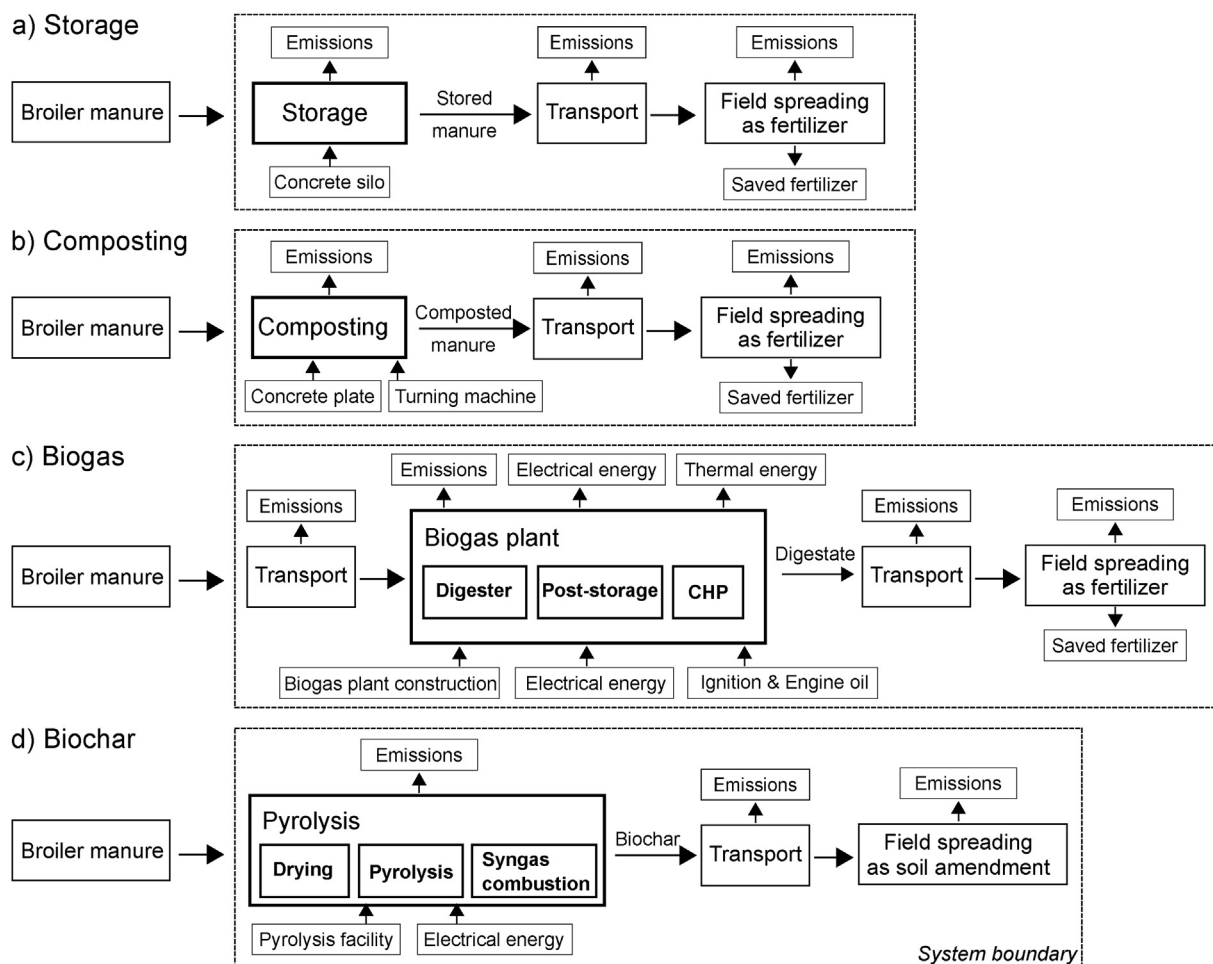 a) Storage
Emissions
Emissions
Emissions
Broiler manure
Storage
Stored
manure
Transport
Field spreading
as fertilizer
Concrete silo
Saved fertilizer
b) Composting
Emissions
Emissions
Emissions
Broiler manure
Composting
Composted
manure
Transport
Field spreading
as fertilizer
Concrete plate
Turning machine
Saved fertilizer
c) Biogas
Emissions
Electrical energy
Thermal energy
Emissions
Emissions
Emissions
Broiler manure
Transport
Biogas plant
Digester
Post-storage
CHP
Digestate
Transport
Field spreading
as fertilizer
Biogas plant construction
Electrical energy
Ignition & Engine oil
Saved fertilizer
d) Biochar
Emissions
Emissions
Emissions
Broiler manure
Pyrolysis
Drying
Pyrolysis
Syngas
combustion
Biochar
Transport
Field spreading
as soil amendment
Pyrolysis facility
Electrical energy
System boundary